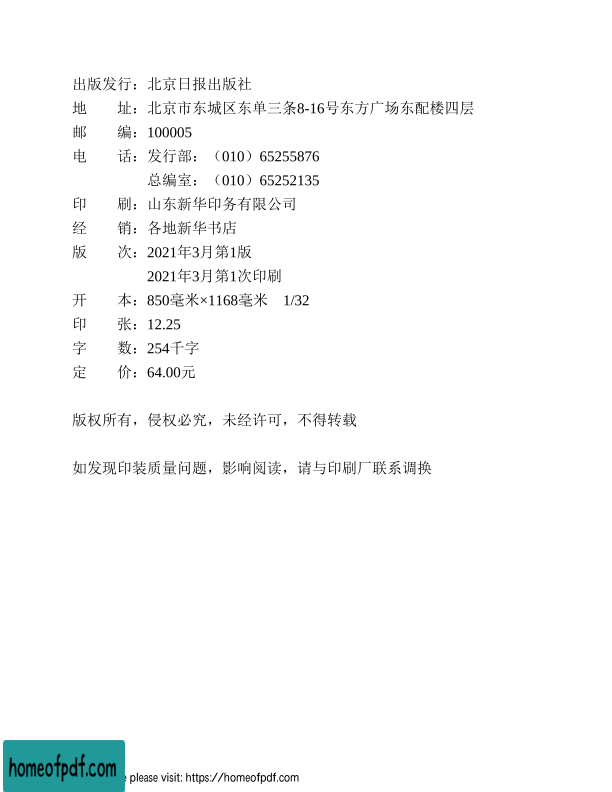 出版发行：北京日报出版社
地　　址：北京市东城区东单三条8-16号东方广场东配楼四层
邮　　编：100005
电　　话：发行部：（010）65255876
总编室：（010）65252135
印　　刷：山东新华印务有限公司
经　　销：各地新华书店
版　　次：2021年3月第1版
2021年3月第1次印刷
开　　本：850毫米×1168毫米　1/32
印　　张：12.25
字　　数：254千字
定　　价：64.00元
版权所有，侵权必究，未经许可，不得转载
如发现印装质量问题，影响阅读，请与印刷厂联系调换
homeofpdf.com
please visit: https://homeofpdf.com